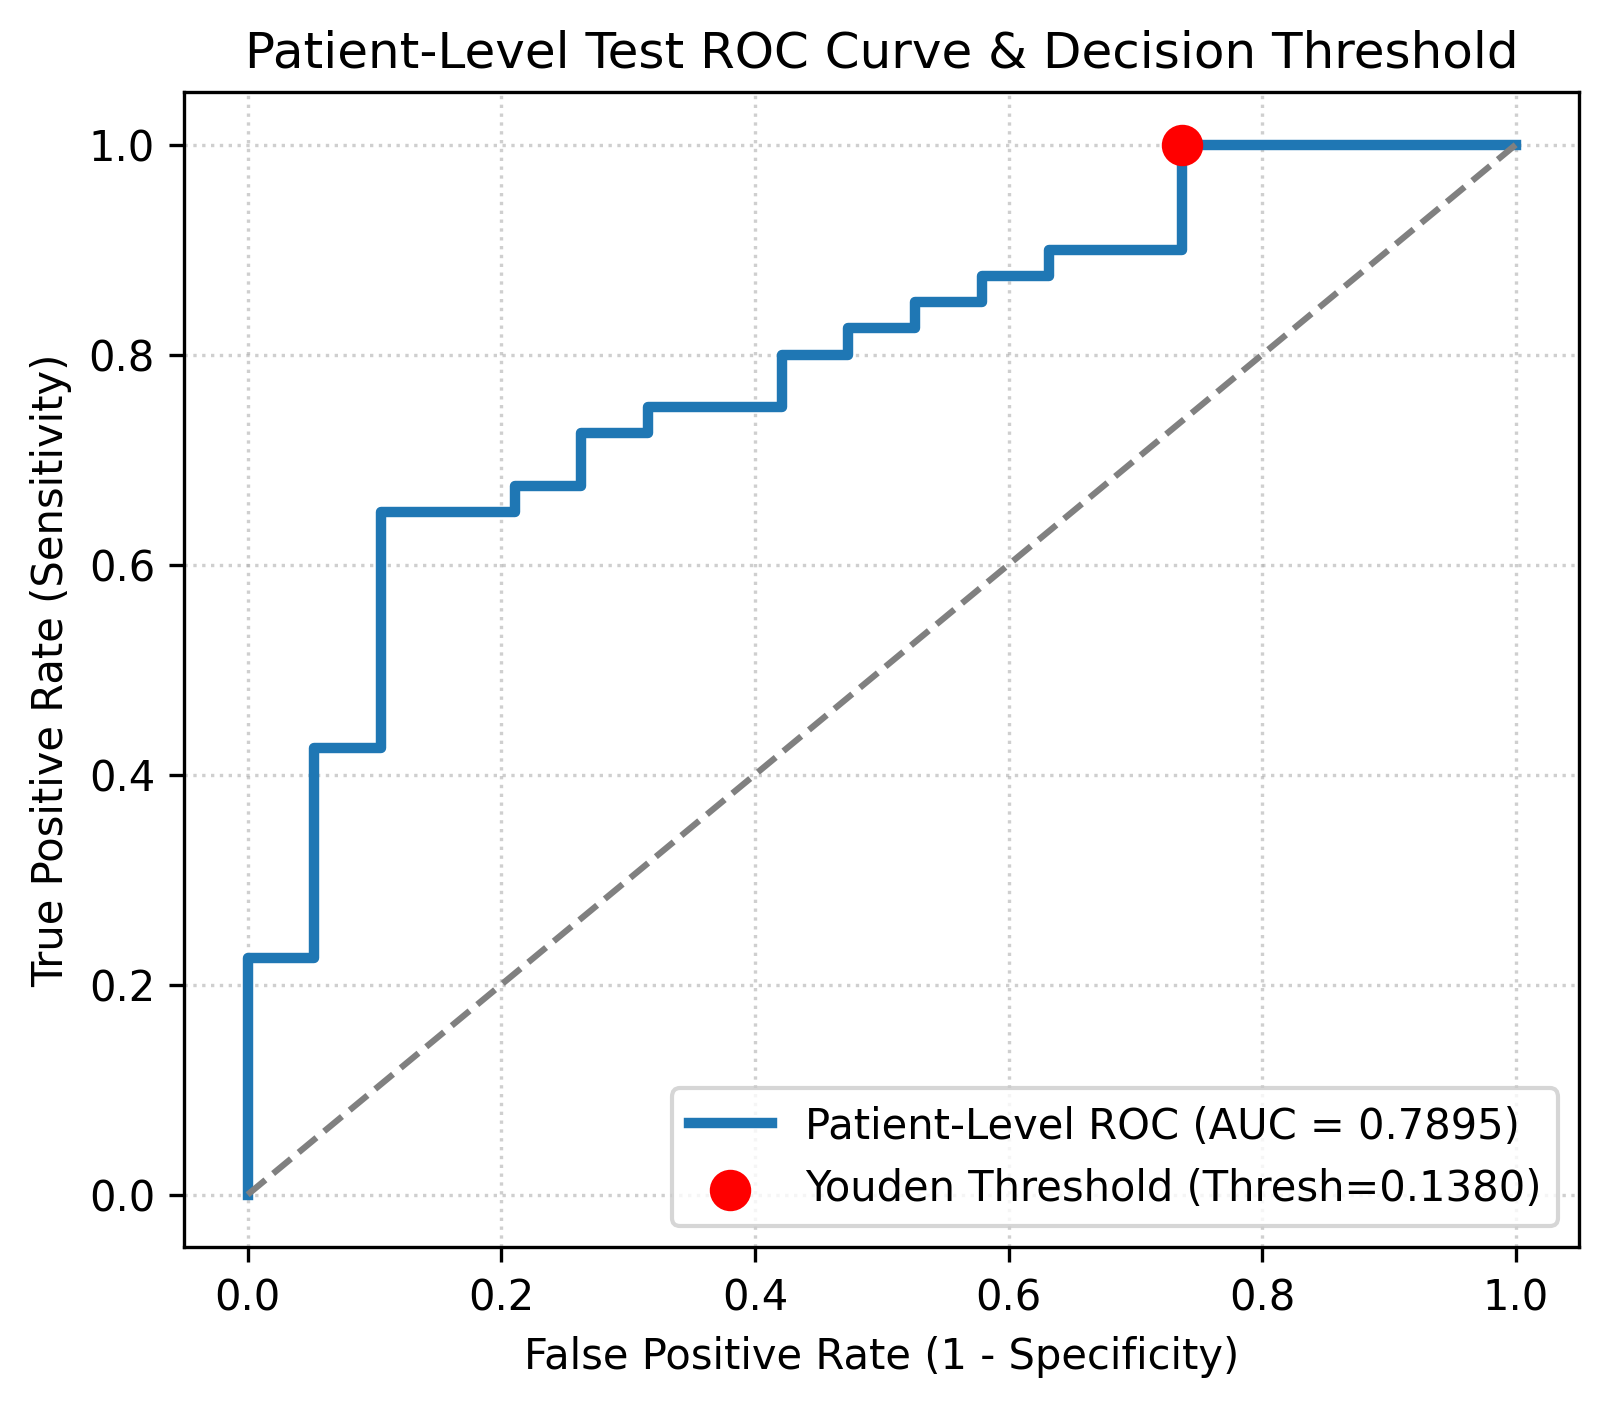 Patient-Level Test ROC Curve & Decision Threshold
True Positive Rate (Sensitivity)
1.0
0.8
0.6
0.4
0.2
0.0
Patient-Level ROC (AUC = 0.7895)
Youden Threshold (Thresh=0.1380)
0.0 0.2 0.4 0.6 0.8 1.0
False Positive Rate (1 - Specificity)